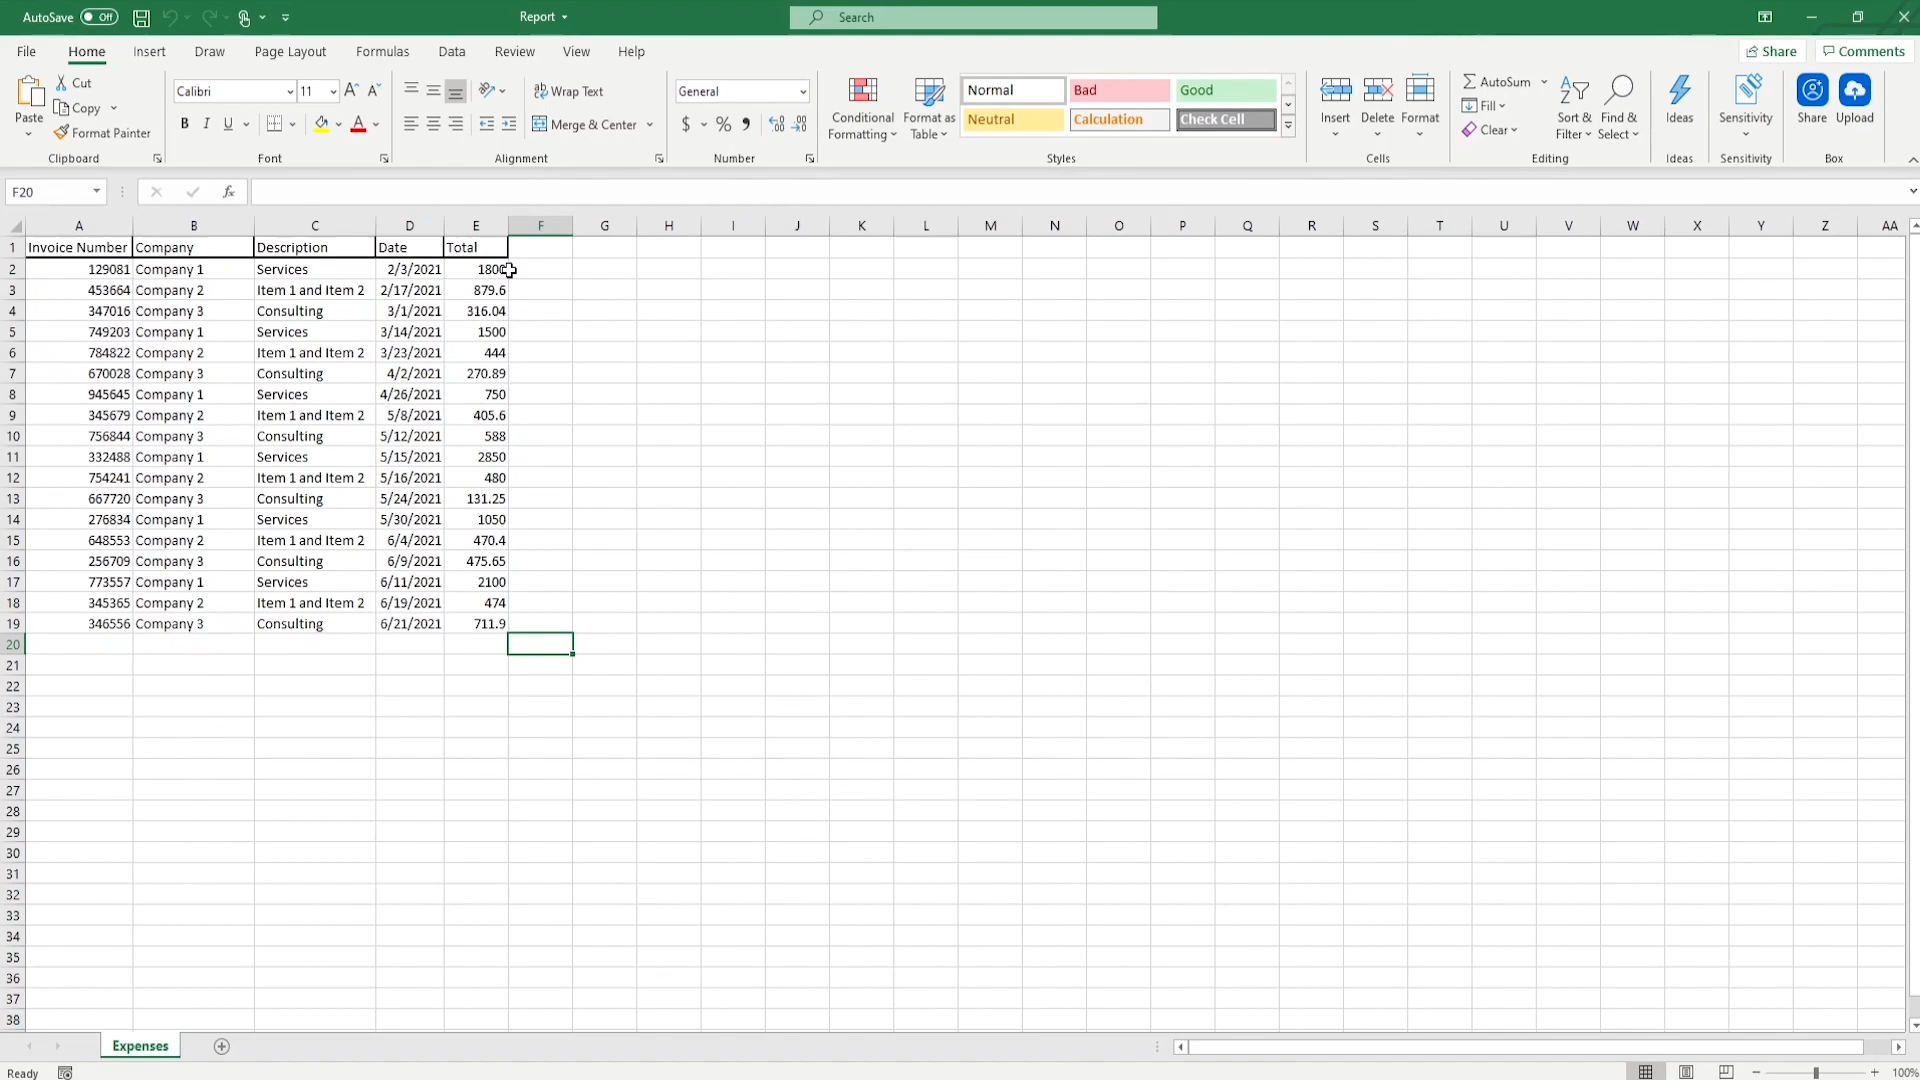 AutoSave Off Report Search
File Home Insert Draw Page Layout Formulas Data Review View Help Share Comments
Paste Cut Copy Format Painter Clipboard
Calibri 11 B I U A Font
Wrap Text Merge & Center Alignment
General $ % , Number
Conditional Formatting Format as Table Normal Bad Good Neutral Calculation Check Cell Styles
Insert Delete Format Cells
AutoSum Fill Clear Sort & Filter Find & Select Editing
Ideas Ideas
Sensitivity Sensitivity
Share Upload Box
F20 fx
A B C D E F G H I J K L M N O P Q R S T U V W X Y Z AA
1 Invoice Number Company Description Date Total
2 129081 Company 1 Services 2/3/2021 1800
3 453664 Company 2 Item 1 and Item 2 2/17/2021 879.6
4 347016 Company 3 Consulting 3/1/2021 316.04
5 749203 Company 1 Services 3/14/2021 1500
6 784822 Company 2 Item 1 and Item 2 3/23/2021 444
7 670028 Company 3 Consulting 4/2/2021 270.89
8 945645 Company 1 Services 4/26/2021 750
9 345679 Company 2 Item 1 and Item 2 5/8/2021 405.6
10 756844 Company 3 Consulting 5/12/2021 588
11 332488 Company 1 Services 5/15/2021 2850
12 754241 Company 2 Item 1 and Item 2 5/16/2021 480
13 667720 Company 3 Consulting 5/24/2021 131.25
14 276834 Company 1 Services 5/30/2021 1050
15 648553 Company 2 Item 1 and Item 2 6/4/2021 470.4
16 256709 Company 3 Consulting 6/9/2021 475.65
17 773557 Company 1 Services 6/11/2021 2100
18 345365 Company 2 Item 1 and Item 2 6/19/2021 474
19 346556 Company 3 Consulting 6/21/2021 711.9
20
21
22
23
24
25
26
27
28
29
30
31
32
33
34
35
36
37
38
Expenses
Ready 100%